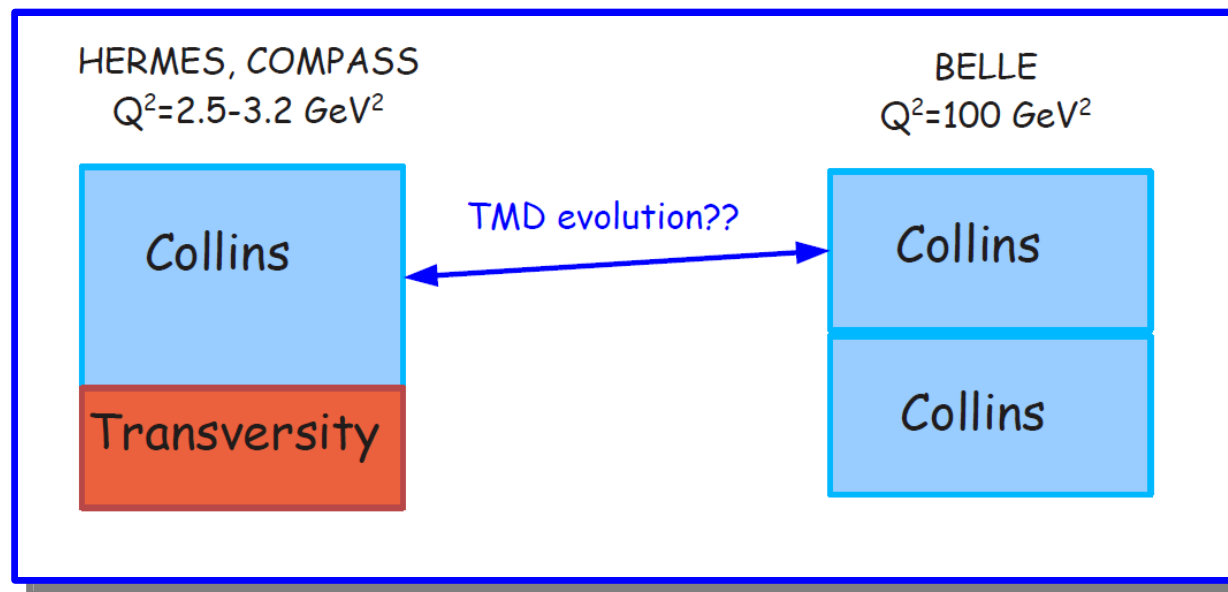 HERMES, COMPASS
Q²=2.5-3.2 GeV²
BELLE
Q²=100 GeV²
TMD evolution??
Collins
Transversity
Collins
Collins